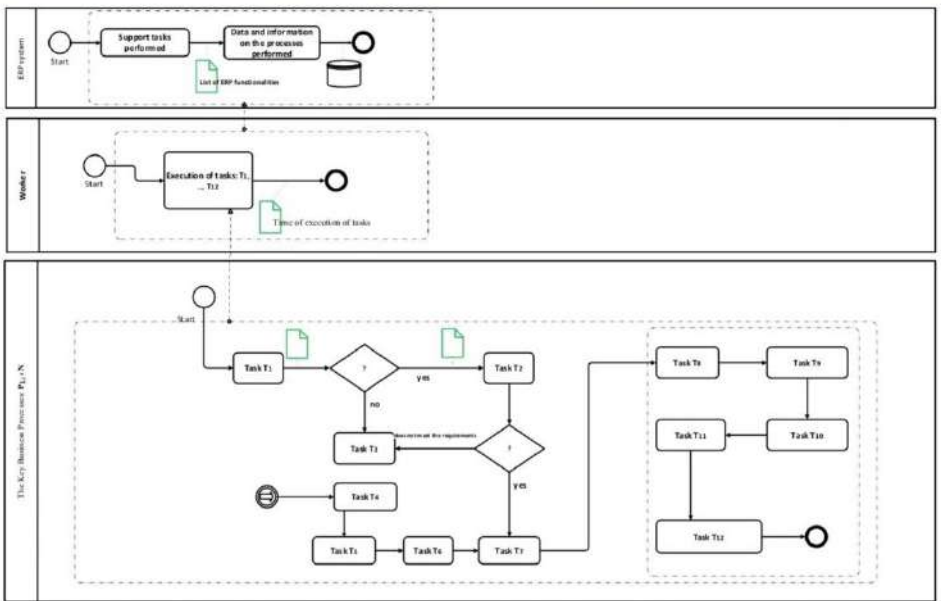 ERP system
Start
Support tasks
performed
Data and information
on the processes
performed
List of ERP functionalities
Worker
Start
Execution of tasks: T1,
... T12
Time of execution of tasks
The Key Business Processes
Start
Task T1
?
yes
Task T2
no
Task T3
the requirements
?
yes
Task T4
Task T5
Task T6
Task T7
Task T8
Task T9
Task T11
Task T10
Task T12